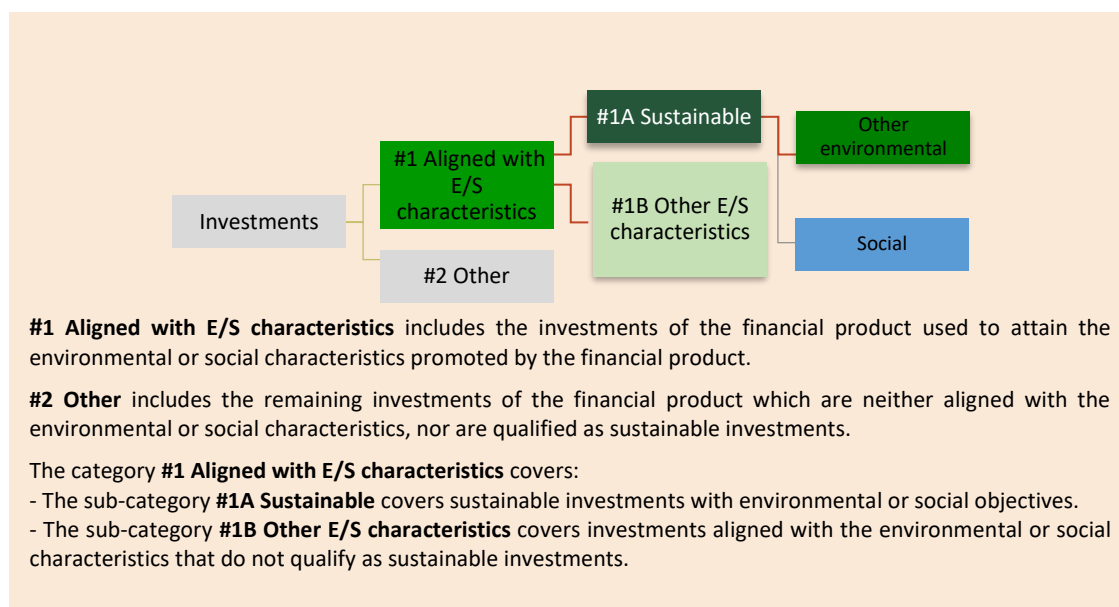 #1A Sustainable
Other
environmental
#1 Aligned with
E/S
characteristics
#1B Other E/S
characteristics
Investments
Social
#2 Other
#1 Aligned with E/S characteristics includes the investments of the financial product used to attain the
environmental or social characteristics promoted by the financial product.
#2 Other includes the remaining investments of the financial product which are neither aligned with the
environmental or social characteristics, nor are qualified as sustainable investments.
The category #1 Aligned with E/S characteristics covers:
- The sub-category #1A Sustainable covers sustainable investments with environmental or social objectives.
- The sub-category #1B Other E/S characteristics covers investments aligned with the environmental or social
characteristics that do not qualify as sustainable investments.